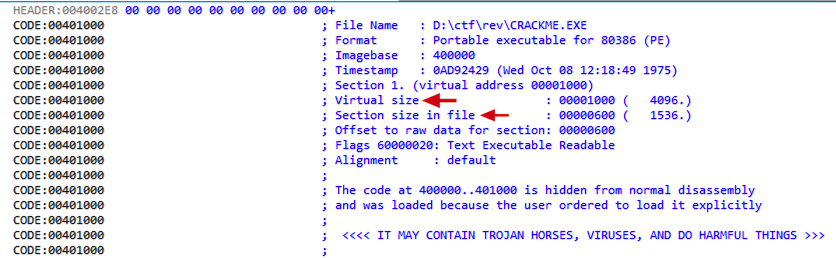 HEADER:004002E8 00 00 00 00 00 00 00 00 00 00 00+
CODE:00401000 ; File Name : D:\ctf\rev\CRACKME.EXE
CODE:00401000 ; Format : Portable executable for 80386 (PE)
CODE:00401000 ; Imagebase : 400000
CODE:00401000 ; Timestamp : 0AD92429 (Wed Oct 08 12:18:49 1975)
CODE:00401000 ; Section 1. (virtual address 00001000)
CODE:00401000 ; Virtual size : 00001000 ( 4096.)
CODE:00401000 ; Section size in file : 00000600 ( 1536.)
CODE:00401000 ; Offset to raw data for section: 00000600
CODE:00401000 ; Flags 60000020: Text Executable Readable
CODE:00401000 ; Alignment : default
CODE:00401000 ;
CODE:00401000 ; The code at 400000..401000 is hidden from normal disassembly
CODE:00401000 ; and was loaded because the user ordered to load it explicitly
CODE:00401000 ;
CODE:00401000 ; <<<< IT MAY CONTAIN TROJAN HORSES, VIRUSES, AND DO HARMFUL THINGS >>>
CODE:00401000 ;